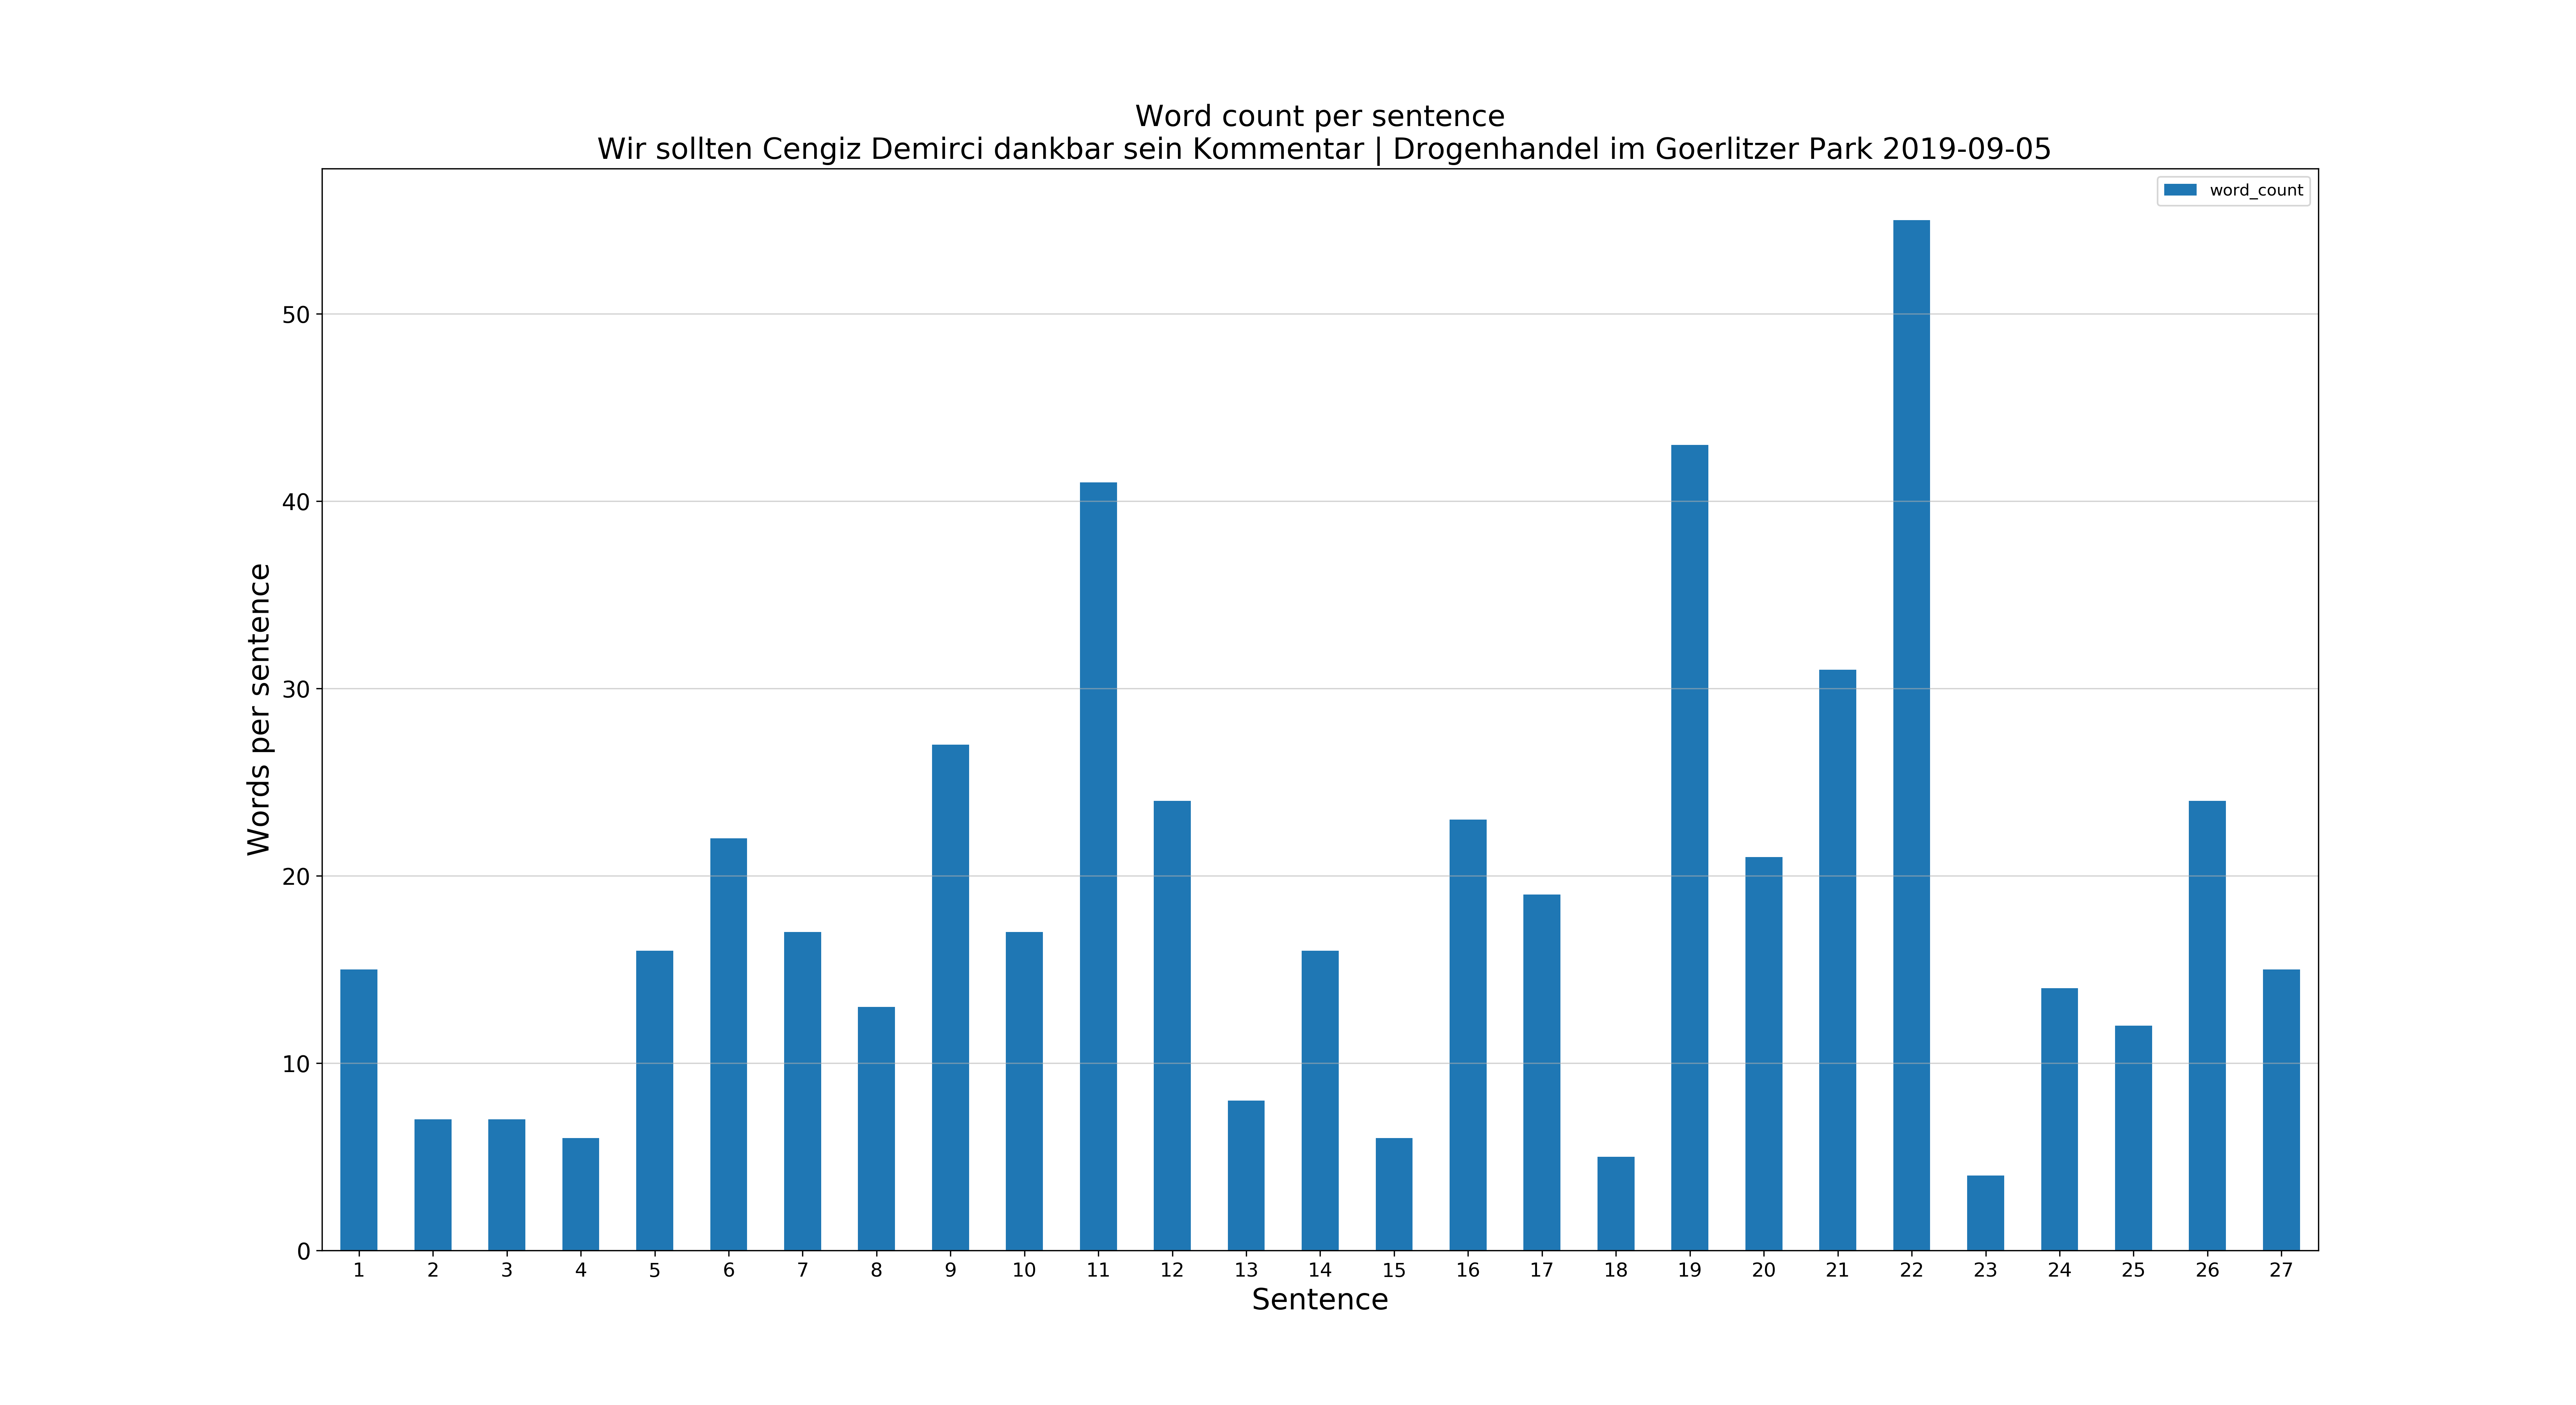 Word count per sentence
Wir sollten Cengiz Demirci dankbar sein Kommentar | Drogenhandel im Goerlitzer Park 2019-09-05
word_count
50
40
30
20
10
0
Words per sentence
1 2 3 4 5 6 7 8 9 10 11 12 13 14 15 16 17 18 19 20 21 22 23 24 25 26 27
Sentence